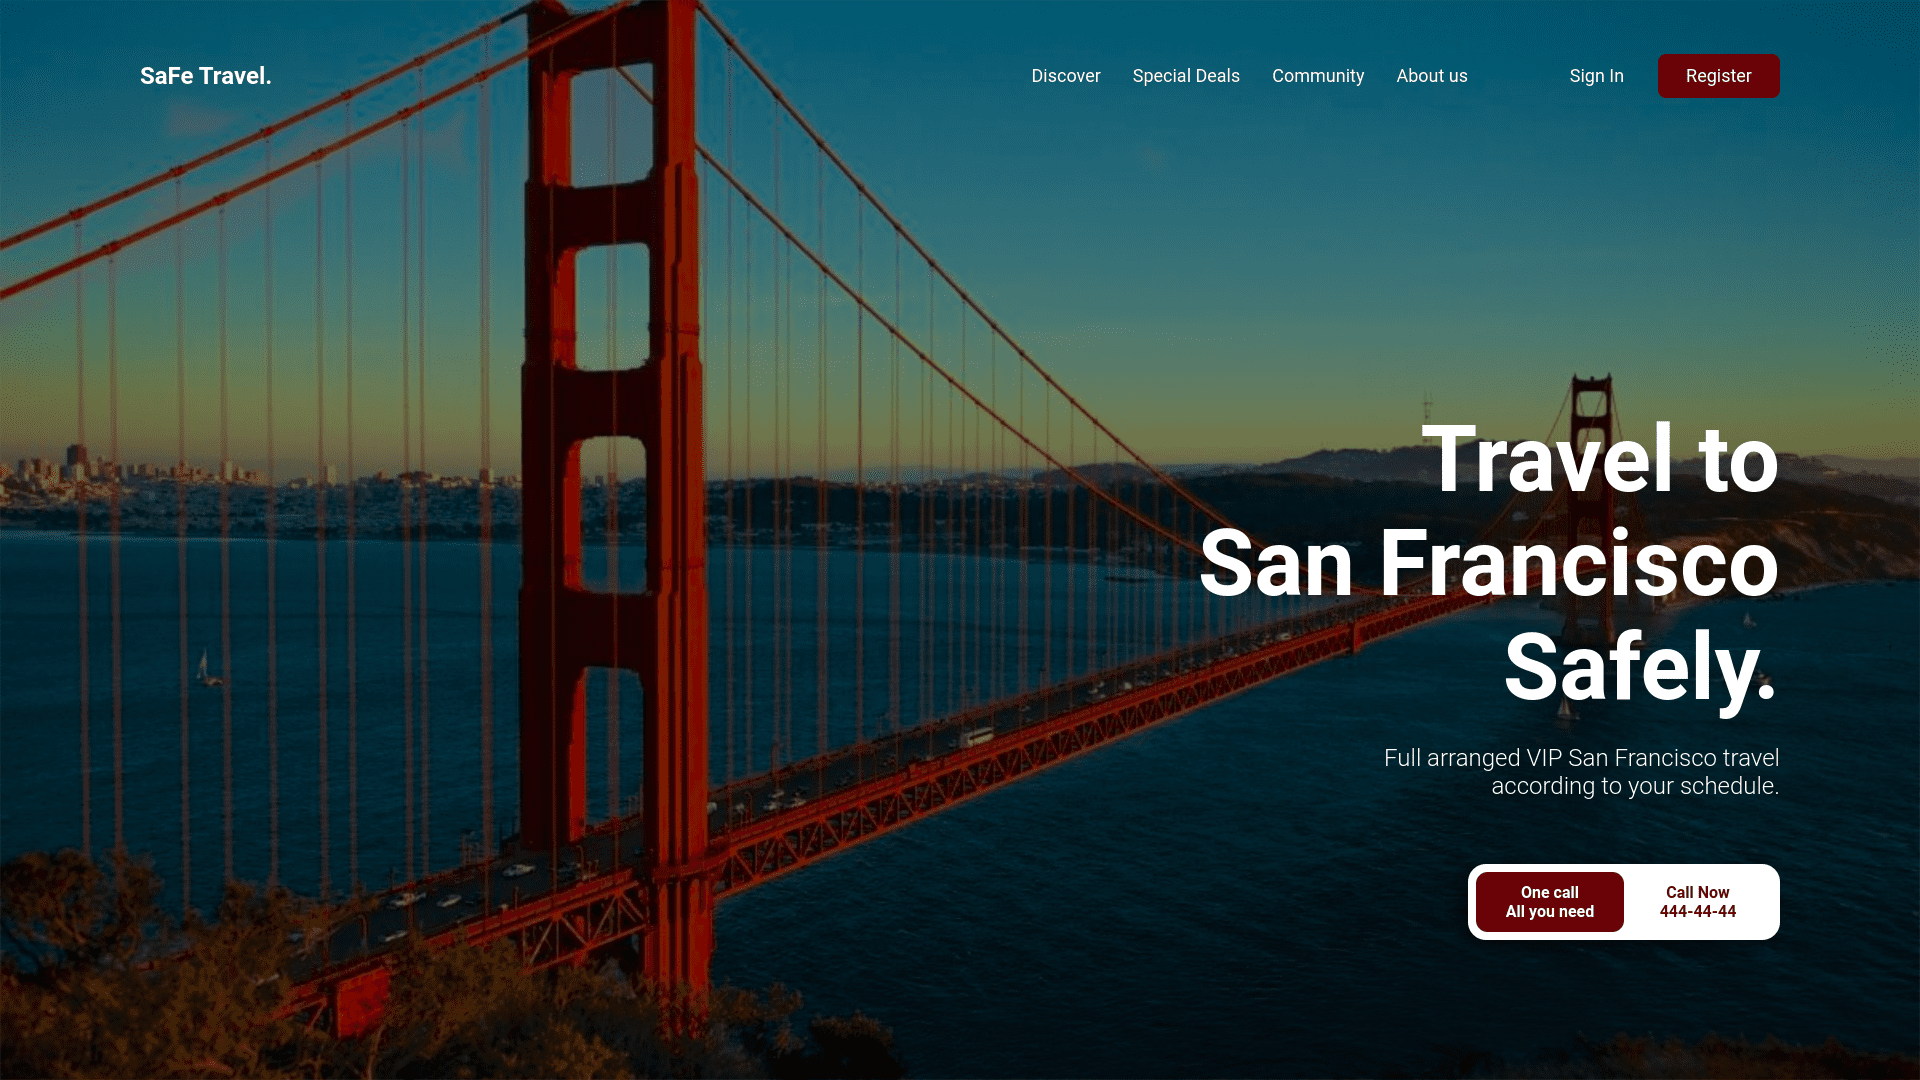 SaFe Travel.
Discover
Special Deals
Community
About us
Sign In
Register
Travel to
San Francisco
Safely.
Full arranged VIP San Francisco travel
according to your schedule.
One call
All you need
Call Now
444-44-44